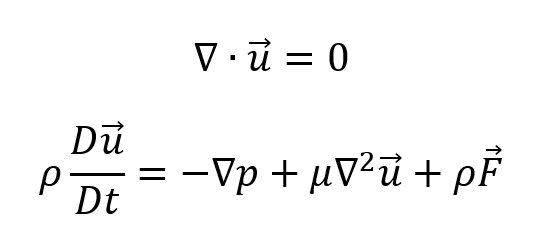 ∇ · u⃗ = 0
ρ Du⃗/Dt = −∇p + μ∇²u⃗ + ρF⃗